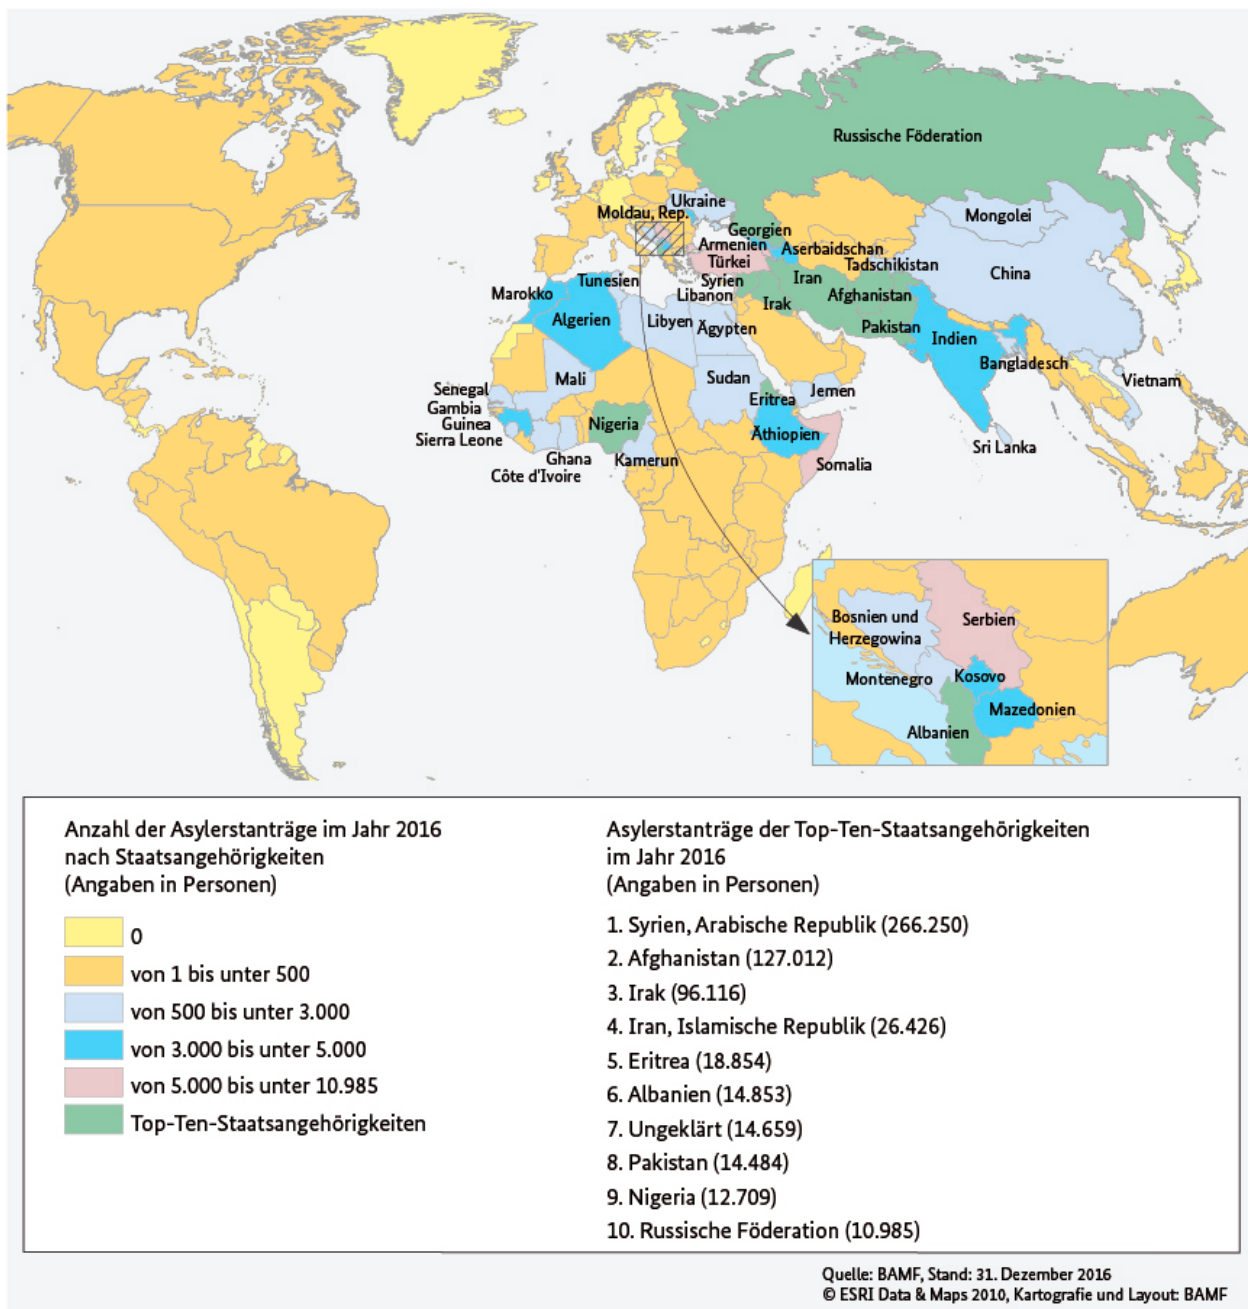 Russische Föderation
Ukraine
Moldau, Rep.
Mongolei
Georgien
Armenien
Aserbaidschan
Türkei
Tadschikistan
China
Tunesien
Syrien
Iran
Marokko
Libanon
Afghanistan
Irak
Algerien
Libyen
Ägypten
Pakistan
Indien
Bangladesch
Mali
Sudan
Jemen
Vietnam
Senegal
Eritrea
Gambia
Guinea
Nigeria
Äthiopien
Sierra Leone
Sri Lanka
Ghana
Kamerun
Somalia
Côte d'Ivoire
Bosnien und
Herzegowina
Serbien
Montenegro
Kosovo
Mazedonien
Albanien
Anzahl der Asylerstanträge im Jahr 2016
nach Staatsangehörigkeiten
(Angaben in Personen)
0
von 1 bis unter 500
von 500 bis unter 3.000
von 3.000 bis unter 5.000
von 5.000 bis unter 10.985
Top-Ten-Staatsangehörigkeiten
Asylerstanträge der Top-Ten-Staatsangehörigkeiten
im Jahr 2016
(Angaben in Personen)
1. Syrien, Arabische Republik (266.250)
2. Afghanistan (127.012)
3. Irak (96.116)
4. Iran, Islamische Republik (26.426)
5. Eritrea (18.854)
6. Albanien (14.853)
7. Ungeklärt (14.659)
8. Pakistan (14.484)
9. Nigeria (12.709)
10. Russische Föderation (10.985)
Quelle: BAMF, Stand: 31. Dezember 2016
© ESRI Data & Maps 2010, Kartografie und Layout: BAMF